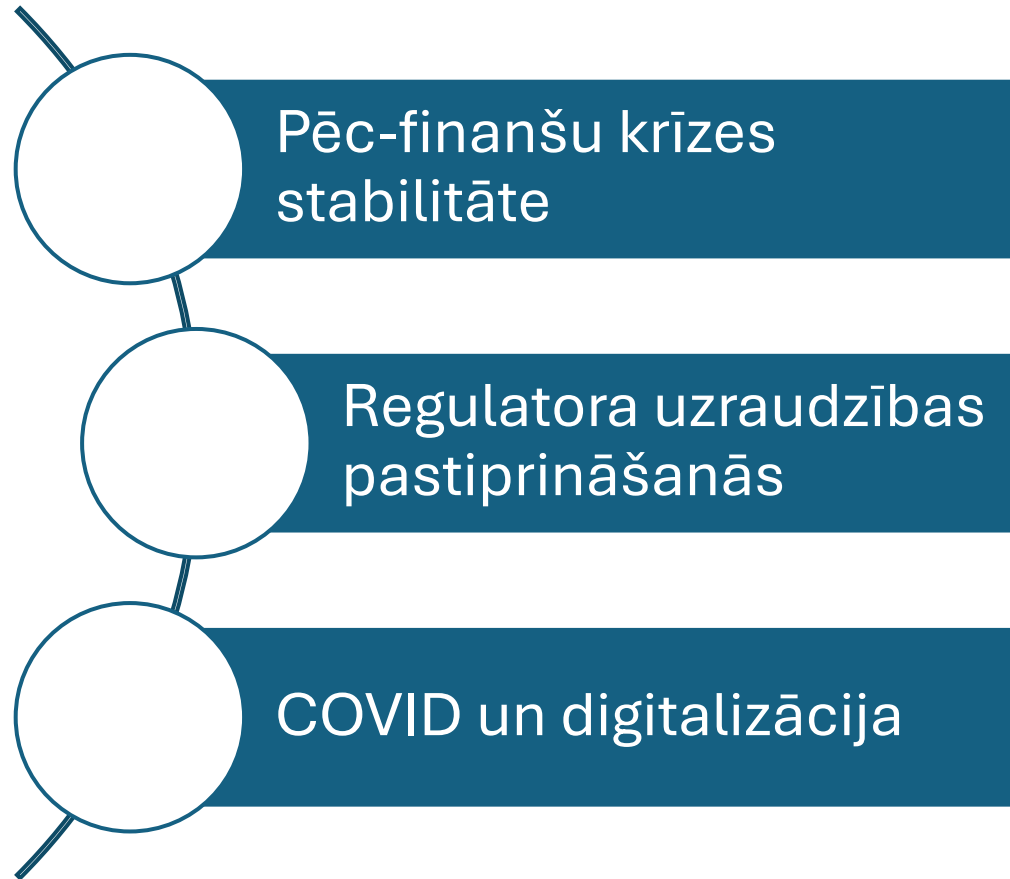 Pēc-finanšu krīzes
stabilitāte
Regulatora uzraudzības
pastiprināšanās
COVID un digitalizācija